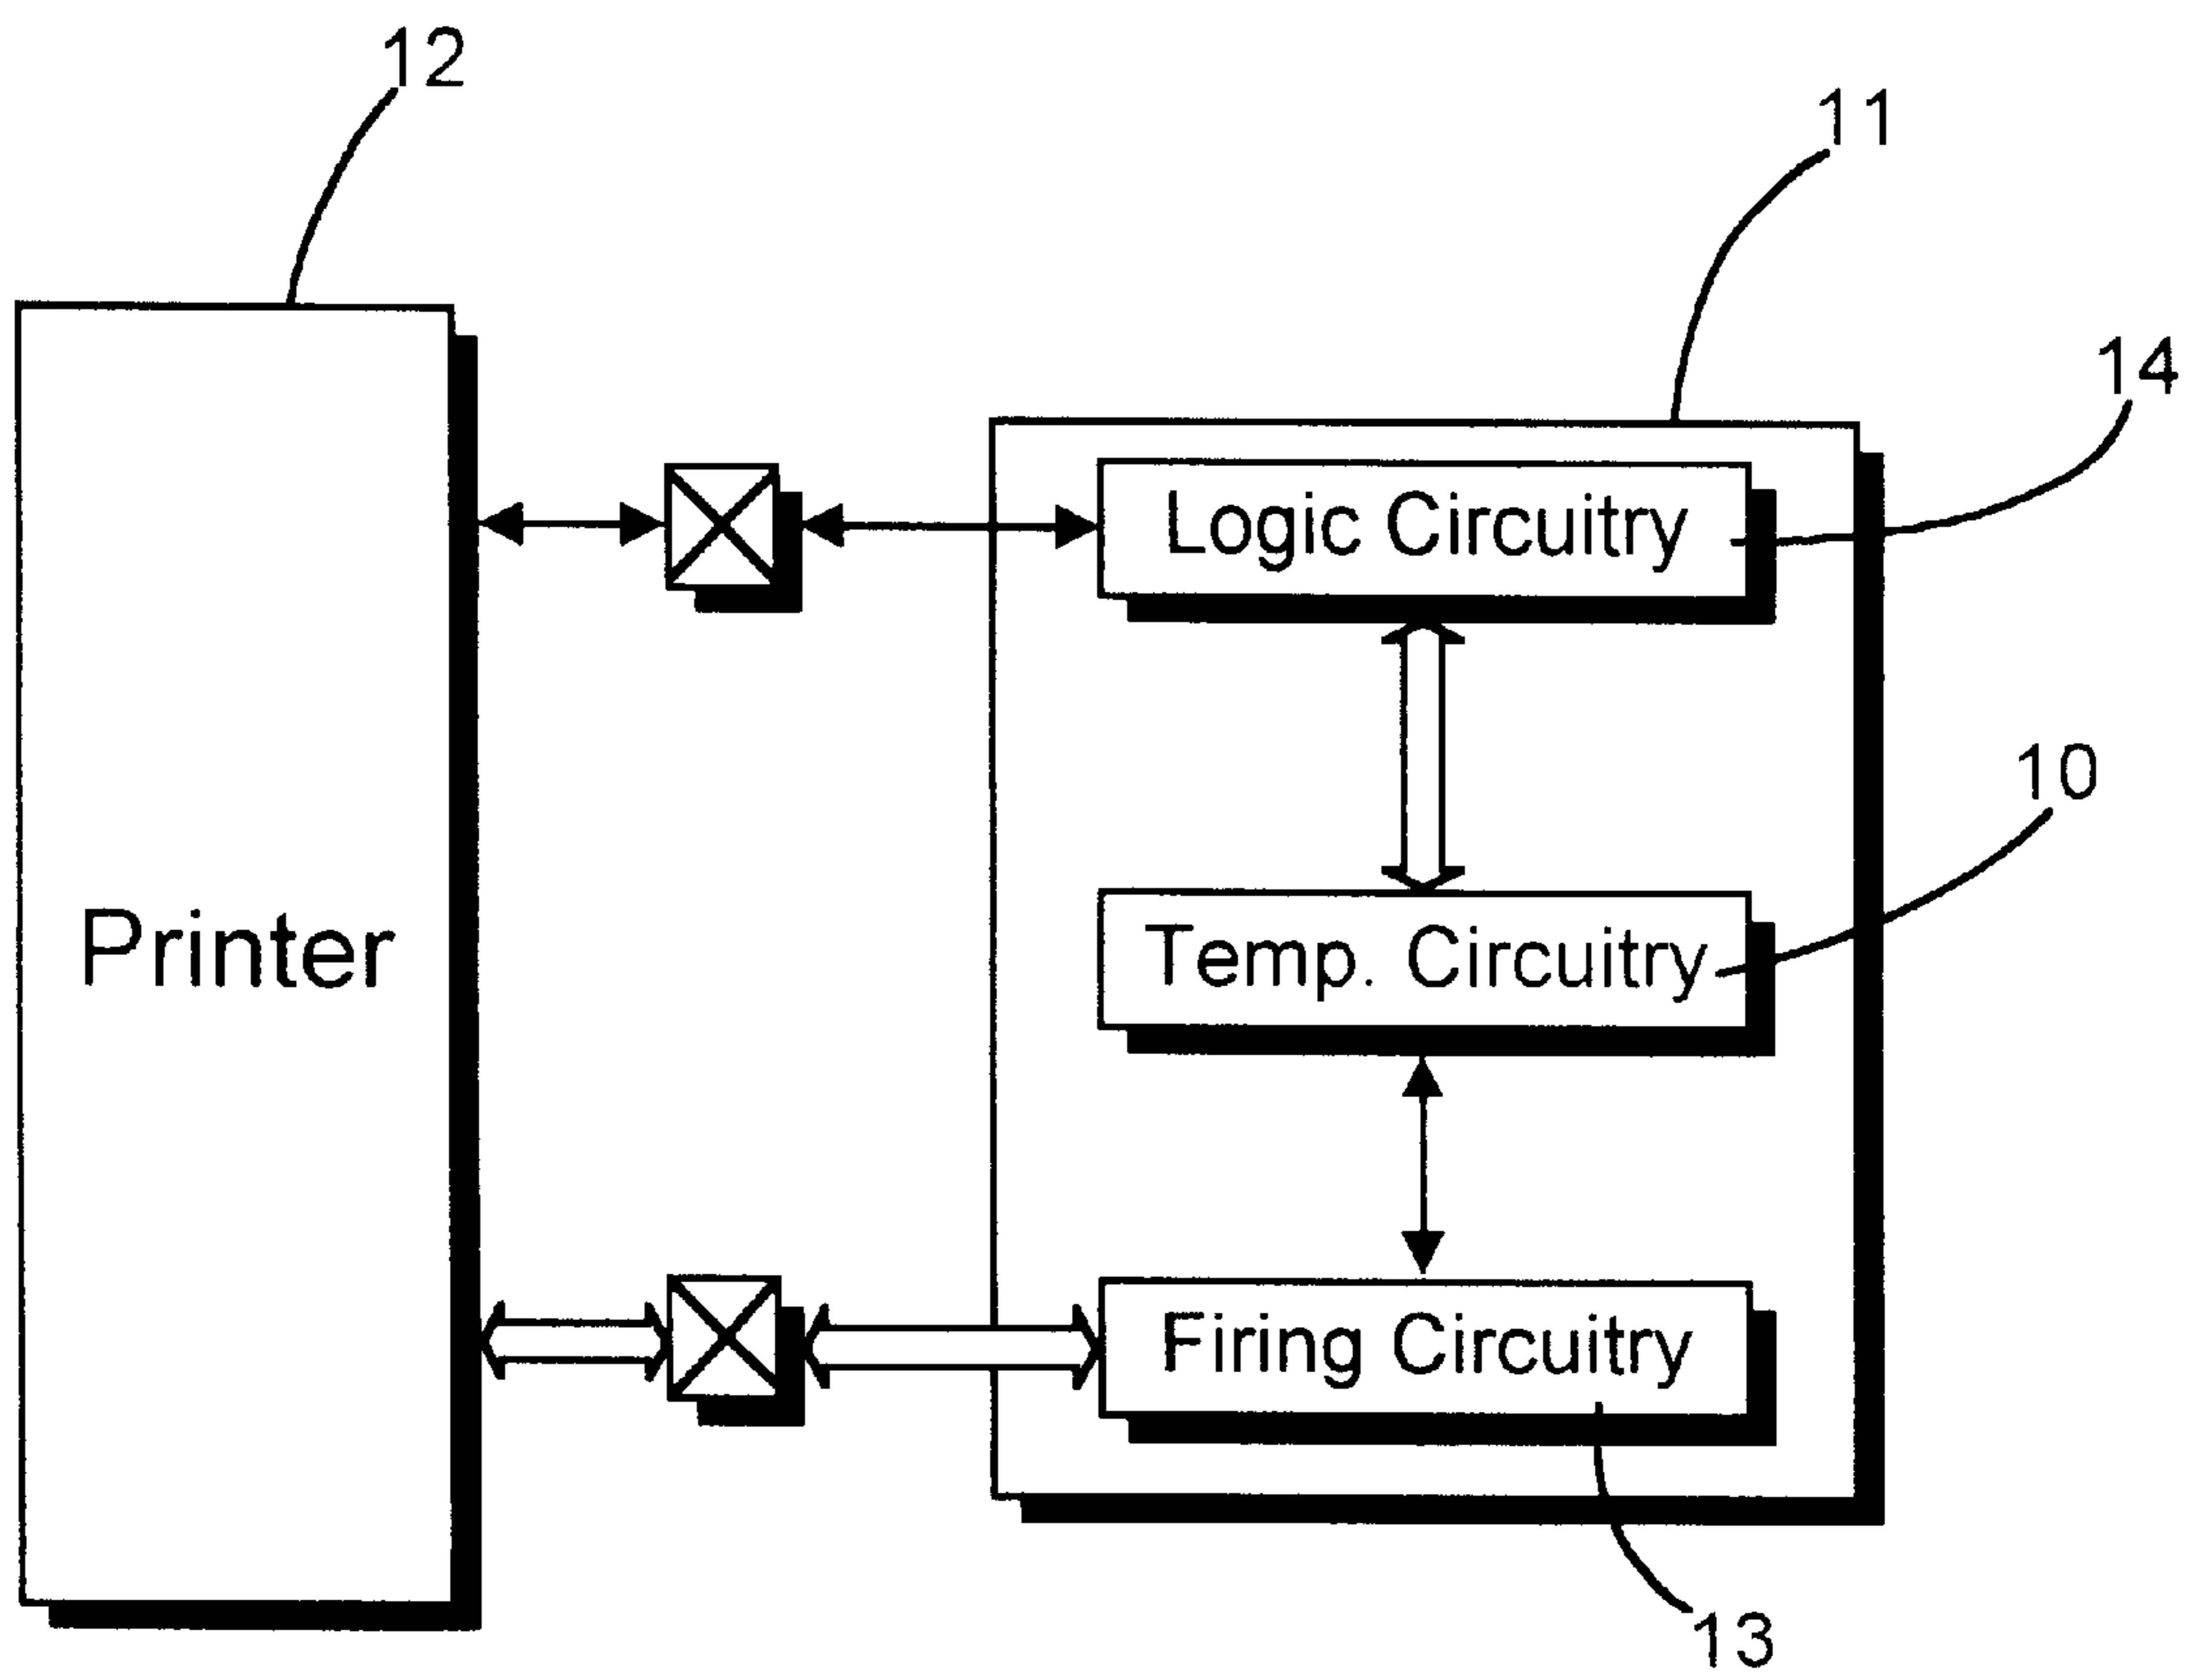 12
11
14
Logic Circuitry
10
Printer
Temp. Circuitry
Firing Circuitry
13